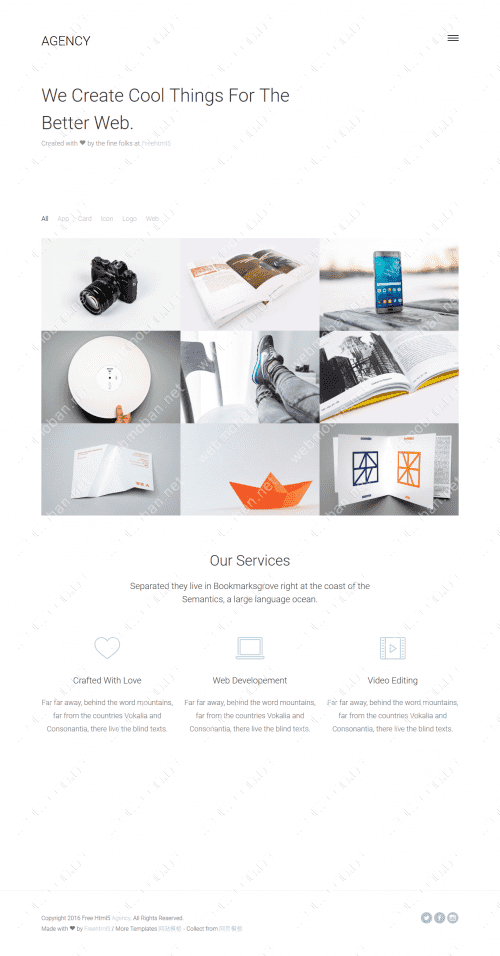 AGENCY
We Create Cool Things For The
Better Web.
Created with ❤ by the fine folks at FreeHtml5
All App Card Icon Logo Web
Our Services
Separated they live in Bookmarksgrove right at the coast of the
Semantics, a large language ocean.
Crafted With Love
Far far away, behind the word mountains,
far from the countries Vokalia and
Consonantia, there live the blind texts.
Web Developement
Far far away, behind the word mountains,
far from the countries Vokalia and
Consonantia, there live the blind texts.
Video Editing
Far far away, behind the word mountains,
far from the countries Vokalia and
Consonantia, there live the blind texts.
Copyright 2016 Free Html5 Agency. All Rights Reserved.
Made with ❤ by FreeHtml5 / More Templates 网站模板 - Collect from 网页模板